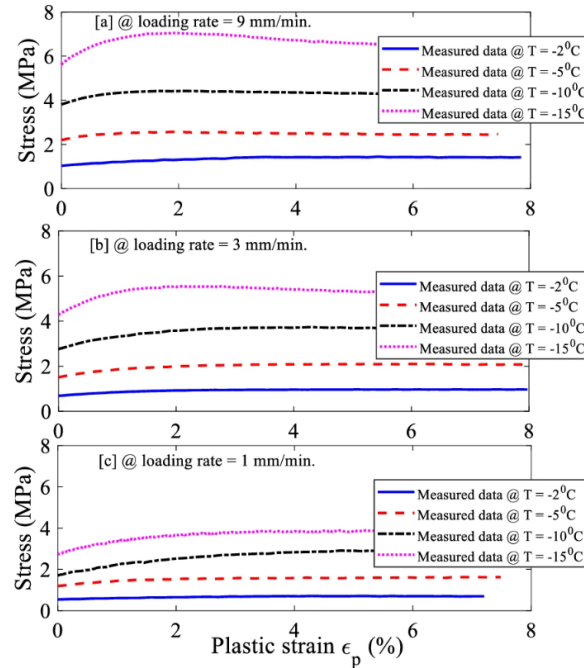 [a] @ loading rate = 9 mm/min.
8
6
4
2
0
Stress (MPa)
Measured data @ T = -2⁰C
Measured data @ T = -5⁰C
Measured data @ T = -10⁰C
Measured data @ T = -15⁰C
0 2 4 6 8
[b] @ loading rate = 3 mm/min.
8
6
4
2
0
Stress (MPa)
Measured data @ T = -2⁰C
Measured data @ T = -5⁰C
Measured data @ T = -10⁰C
Measured data @ T = -15⁰C
0 2 4 6 8
[c] @ loading rate = 1 mm/min.
8
6
4
2
0
Stress (MPa)
Measured data @ T = -2⁰C
Measured data @ T = -5⁰C
Measured data @ T = -10⁰C
Measured data @ T = -15⁰C
0 2 4 6 8
Plastic strain ϵₚ (%)